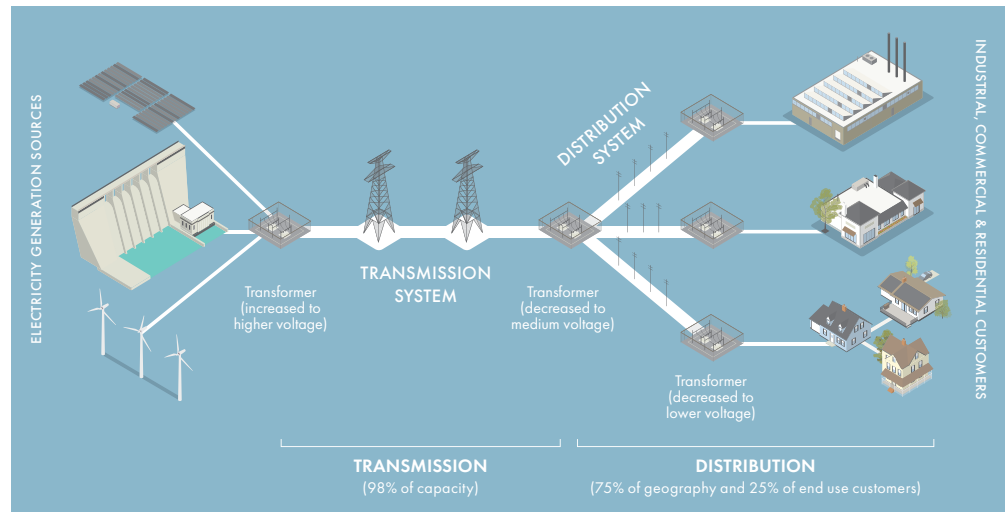 ELECTRICITY GENERATION SOURCES
Transformer
(increased to
higher voltage)
TRANSMISSION
SYSTEM
Transformer
(decreased to
medium voltage)
DISTRIBUTION
SYSTEM
Transformer
(decreased to
lower voltage)
INDUSTRIAL, COMMERCIAL & RESIDENTIAL CUSTOMERS
TRANSMISSION
(98% of capacity)
DISTRIBUTION
(75% of geography and 25% of end use customers)